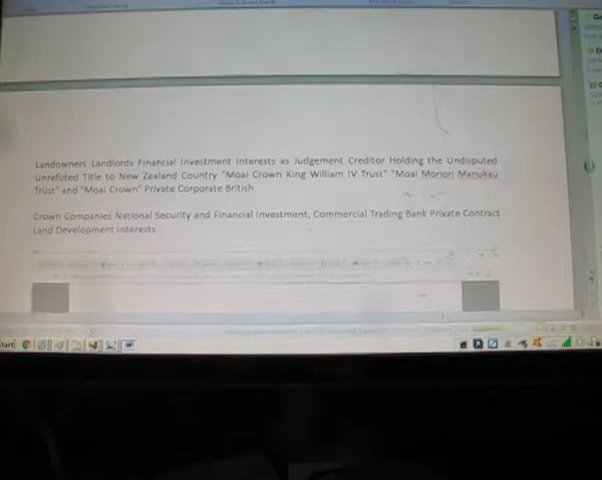 Landowners Landlords Financial Investment Interests as Judgement Creditor Holding the Undisputed
Unrefuted Title to New Zealand Country "Moai Crown King William IV Trust" "Moai Moriori Manukau
Trust" and "Moai Crown" Private Corporate British
Crown Companies National Security and Financial Investment, Commercial Trading Bank Private Contract
Land Development Interests